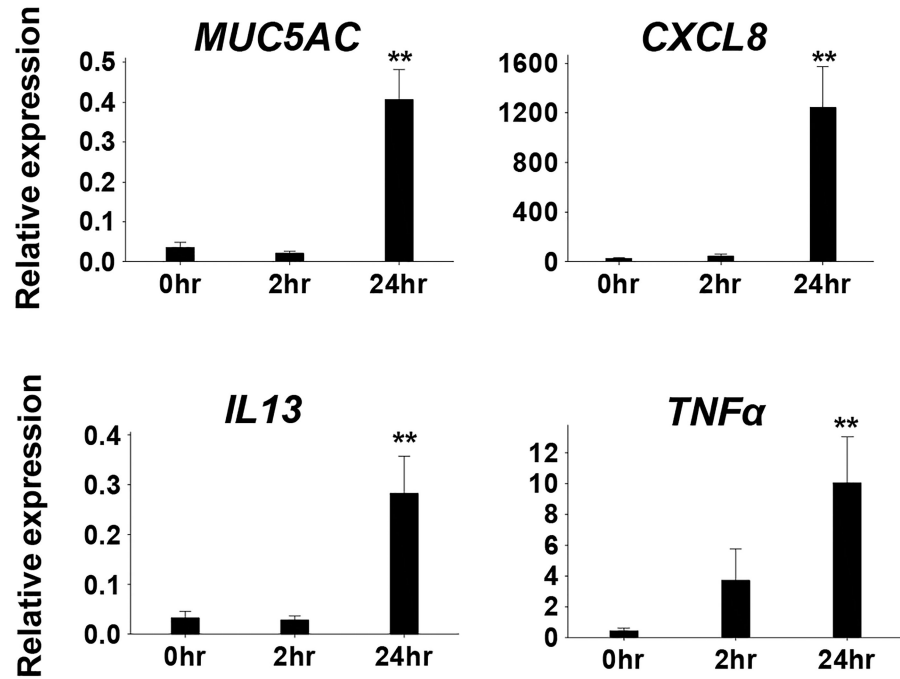 MUC5AC
Relative expression
0.5
0.4
0.3
0.2
0.1
0.0
**
0hr 2hr 24hr
CXCL8
1600
1200
800
400
0
**
0hr 2hr 24hr
IL13
Relative expression
0.4
0.3
0.2
0.1
0.0
**
0hr 2hr 24hr
TNFα
12
10
8
6
4
2
0
**
0hr 2hr 24hr